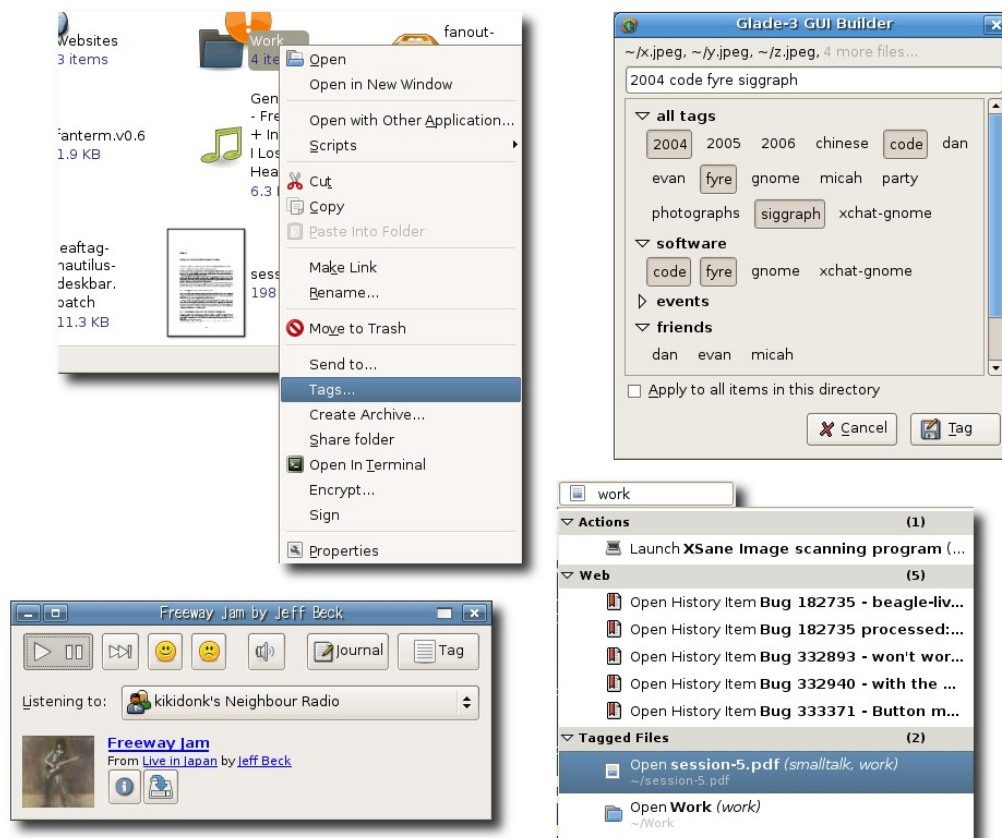 Websites
3 items
Work
4 ite
fanout-
fanterm.v0.6
1.9 KB
Gen
- Fre
+ In
I Los
Hea
6.3
eaftag-
nautilus-
deskbar.
patch
11.3 KB
sess
198
Open
Open in New Window
Open with Other Application...
Scripts
Cut
Copy
Paste Into Folder
Make Link
Rename...
Move to Trash
Send to...
Tags...
Create Archive...
Share folder
Open In Terminal
Encrypt...
Sign
Properties
Glade-3 GUI Builder
~/x.jpeg, ~/y.jpeg, ~/z.jpeg, 4 more files...
2004 code fyre siggraph
all tags
2004 2005 2006 chinese code dan
evan fyre gnome micah party
photographs siggraph xchat-gnome
software
code fyre gnome xchat-gnome
events
friends
dan evan micah
Apply to all items in this directory
Cancel Tag
Freeway Jam by Jeff Beck
Journal Tag
Listening to: kikidonk's Neighbour Radio
Freeway Jam
From Live in Japan by Jeff Beck
work
Actions (1)
Launch XSane Image scanning program (...
Web (5)
Open History Item Bug 182735 - beagle-liv...
Open History Item Bug 182735 processed:...
Open History Item Bug 332893 - won't wor...
Open History Item Bug 332940 - with the ...
Open History Item Bug 333371 - Button m...
Tagged Files (2)
Open session-5.pdf (smalltalk, work)
~/session-5.pdf
Open Work (work)
~/Work